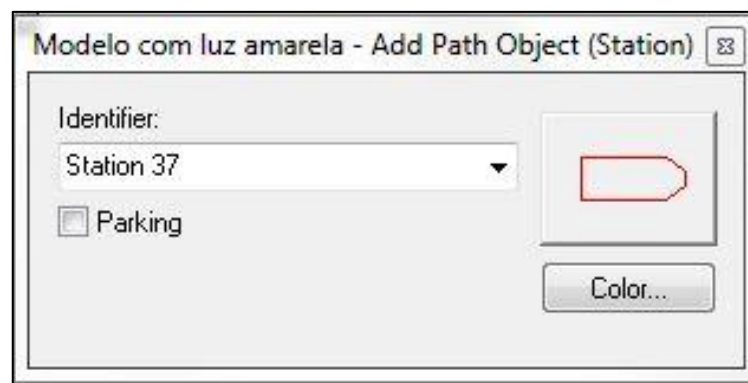 Modelo com luz amarela - Add Path Object (Station)
Identifier:
Station 37
Parking
Color...